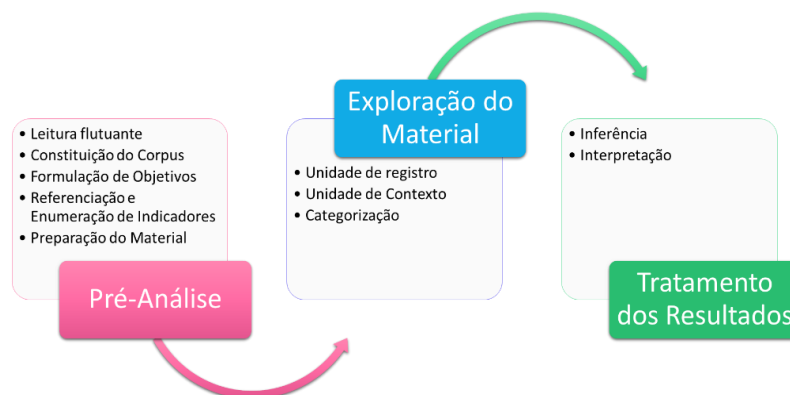 • Leitura flutuante
• Constituição do Corpus
• Formulação de Objetivos
• Referenciação e
Enumeração de Indicadores
• Preparação do Material
Pré-Análise
Exploração do
Material
• Unidade de registro
• Unidade de Contexto
• Categorização
• Inferência
• Interpretação
Tratamento
dos Resultados